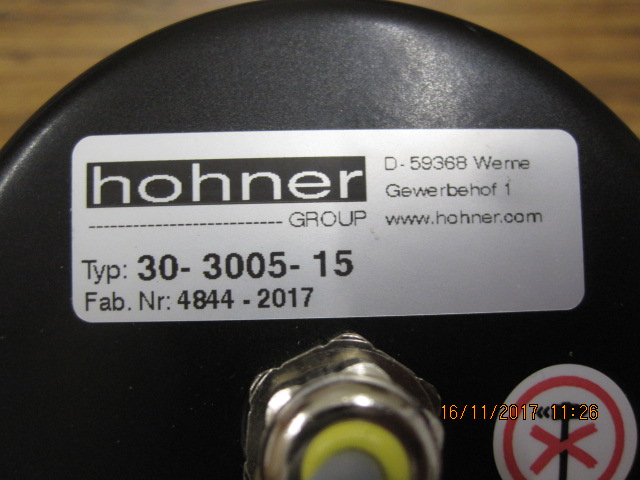 hohner
GROUP
D-59368 Werne
Gewerbehof 1
www.hohner.com
Typ: 30- 3005- 15
Fab. Nr: 4844 - 2017
16/11/2017 11:26